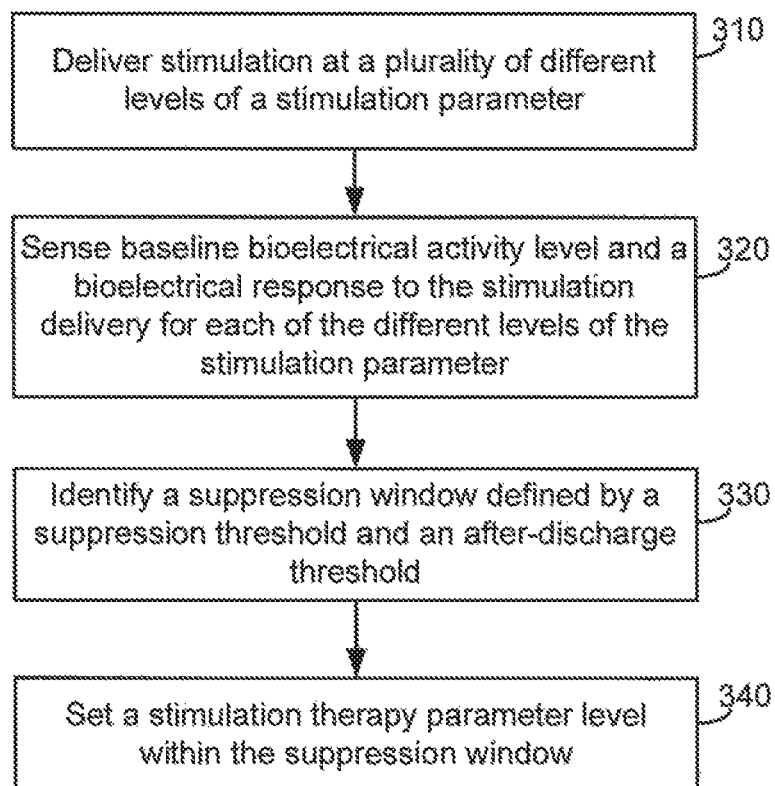 310
Deliver stimulation at a plurality of different
levels of a stimulation parameter
320
Sense baseline bioelectrical activity level and a
bioelectrical response to the stimulation
delivery for each of the different levels of the
stimulation parameter
330
Identify a suppression window defined by a
suppression threshold and an after-discharge
threshold
340
Set a stimulation therapy parameter level
within the suppression window